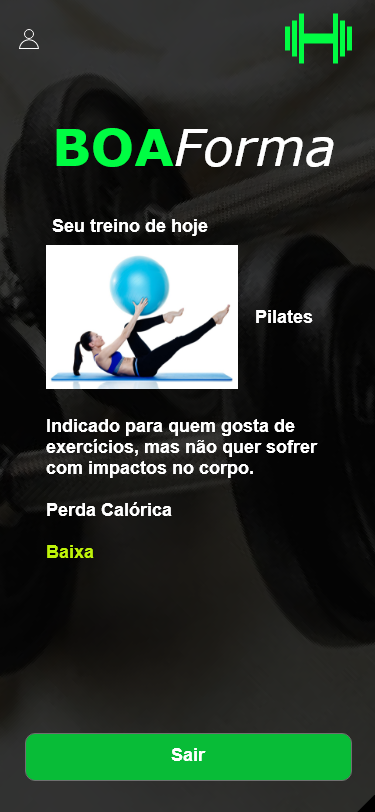 BOAForma
Seu treino de hoje
Pilates
Indicado para quem gosta de
exercícios, mas não quer sofrer
com impactos no corpo.
Perda Calórica
Baixa
Sair